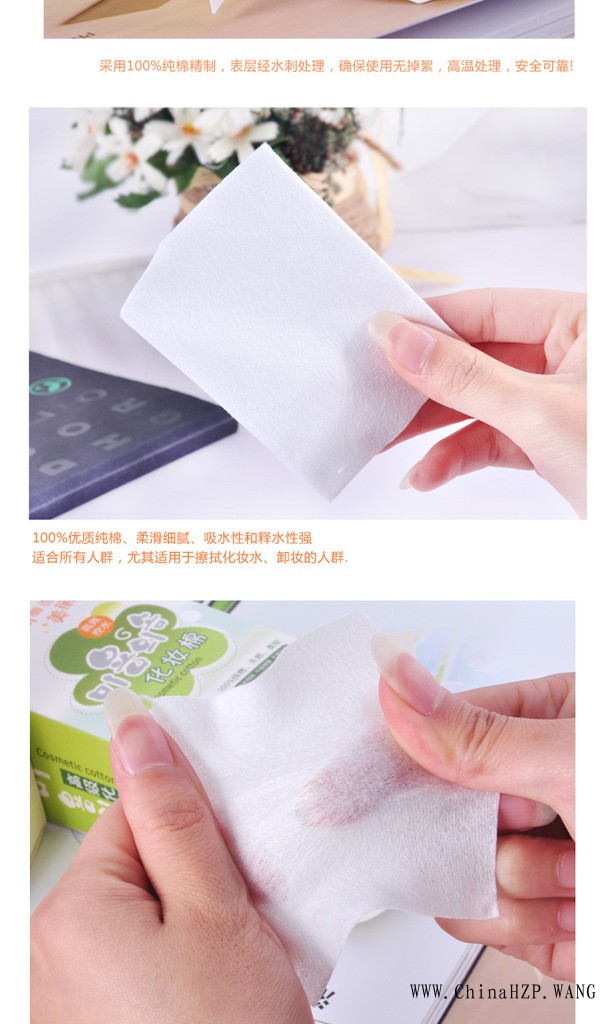 采用100%纯棉精制，表层经水刺处理，确保使用无掉絮，高温处理，安全可靠!
100%优质纯棉、柔滑细腻、吸水性和释水性强
适合所有人群，尤其适用于擦拭化妆水、卸妆的人群.
化妆棉
Cosmetic cotton
WWW.ChinaHZP.WANG